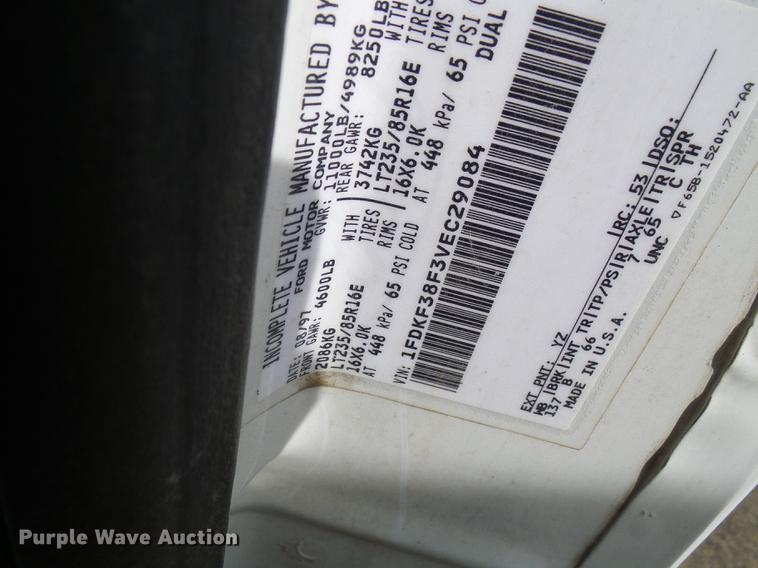 INCOMPLETE VEHICLE MANUFACTURED BY
FORD MOTOR COMPANY
DATE: 08/97 GVWR: 11000LB/4989KG
FRONT GAWR: 4600LB REAR GAWR: 8250LB
2086KG WITH 3742KG WITH
LT235/85R16E TIRES LT235/85R16E TIRES
16X6.0K RIMS 16X6.0K RIMS
AT 448 kPa/ 65 PSI COLD AT 448 kPa/ 65 PSI
DUAL
VIN: 1FDKF38F3VEC29084
EXT PNT: YZ RC: 53 DSO:
WB BRK INT TR TP/PS R AXLE TR SPR
137 B 66 7 65 C TH
UNC
MADE IN U.S.A.
▽ F65B-1520472-AA
Purple Wave Auction